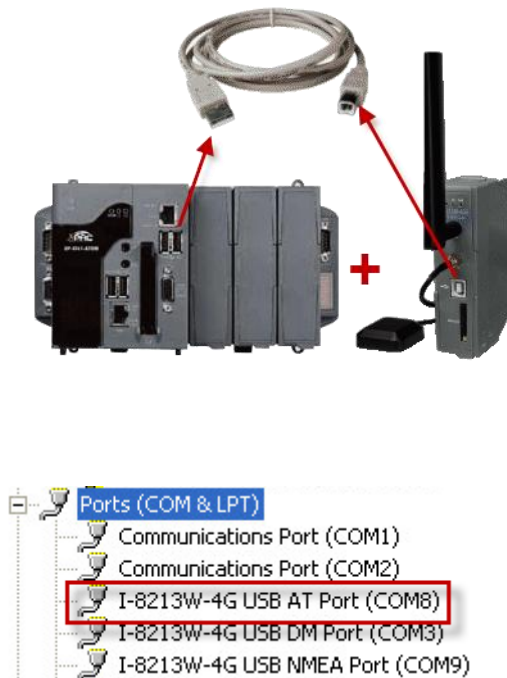 Ports (COM & LPT)
Communications Port (COM1)
Communications Port (COM2)
I-8213W-4G USB AT Port (COM8)
I-8213W-4G USB DM Port (COM3)
I-8213W-4G USB NMEA Port (COM9)